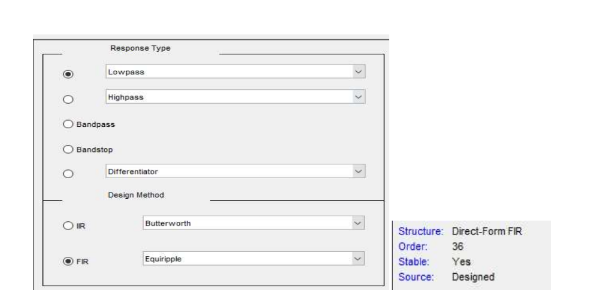 Response Type
Lowpass
Highpass
Bandpass
Bandstop
Differentiator
Design Method
IR Butterworth
FIR Equiripple
Structure: Direct-Form FIR
Order: 36
Stable: Yes
Source: Designed